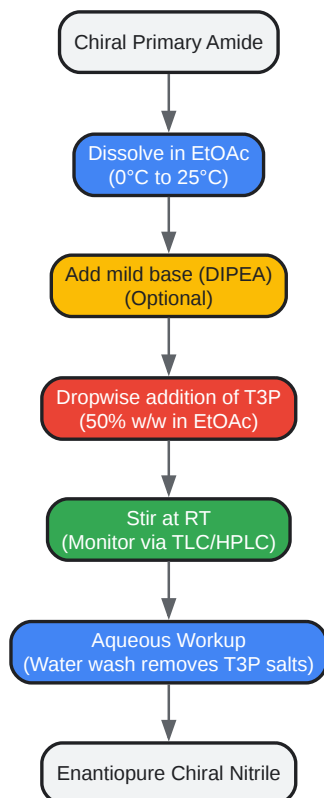 Chiral Primary Amide
Dissolve in EtOAc
(0°C to 25°C)
Add mild base (DIPEA)
(Optional)
Dropwise addition of T3P
(50% w/w in EtOAc)
Stir at RT
(Monitor via TLC/HPLC)
Aqueous Workup
(Water wash removes T3P salts)
Enantiopure Chiral Nitrile